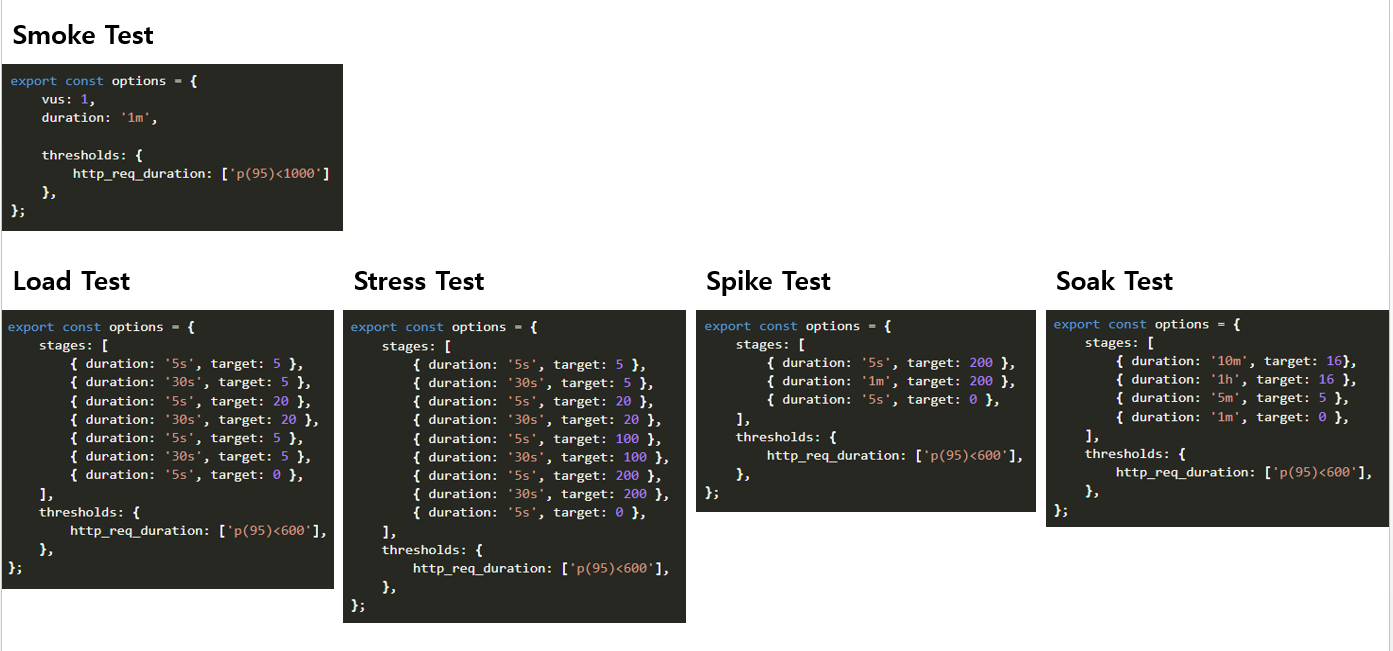 Smoke Test
export const options = {
    vus: 1,
    duration: '1m',

    thresholds: {
        http_req_duration: ['p(95)<1000']
    },
};
Load Test
export const options = {
    stages: [
        { duration: '5s', target: 5 },
        { duration: '30s', target: 5 },
        { duration: '5s', target: 20 },
        { duration: '30s', target: 20 },
        { duration: '5s', target: 5 },
        { duration: '30s', target: 5 },
        { duration: '5s', target: 0 },
    ],
    thresholds: {
        http_req_duration: ['p(95)<600'],
    },
};
Stress Test
export const options = {
    stages: [
        { duration: '5s', target: 5 },
        { duration: '30s', target: 5 },
        { duration: '5s', target: 20 },
        { duration: '30s', target: 20 },
        { duration: '5s', target: 100 },
        { duration: '30s', target: 100 },
        { duration: '5s', target: 200 },
        { duration: '30s', target: 200 },
        { duration: '5s', target: 0 },
    ],
    thresholds: {
        http_req_duration: ['p(95)<600'],
    },
};
Spike Test
export const options = {
    stages: [
        { duration: '5s', target: 200 },
        { duration: '1m', target: 200 },
        { duration: '5s', target: 0 },
    ],
    thresholds: {
        http_req_duration: ['p(95)<600'],
    },
};
Soak Test
export const options = {
    stages: [
        { duration: '10m', target: 16},
        { duration: '1h', target: 16 },
        { duration: '5m', target: 5 },
        { duration: '1m', target: 0 },
    ],
    thresholds: {
        http_req_duration: ['p(95)<600'],
    },
};